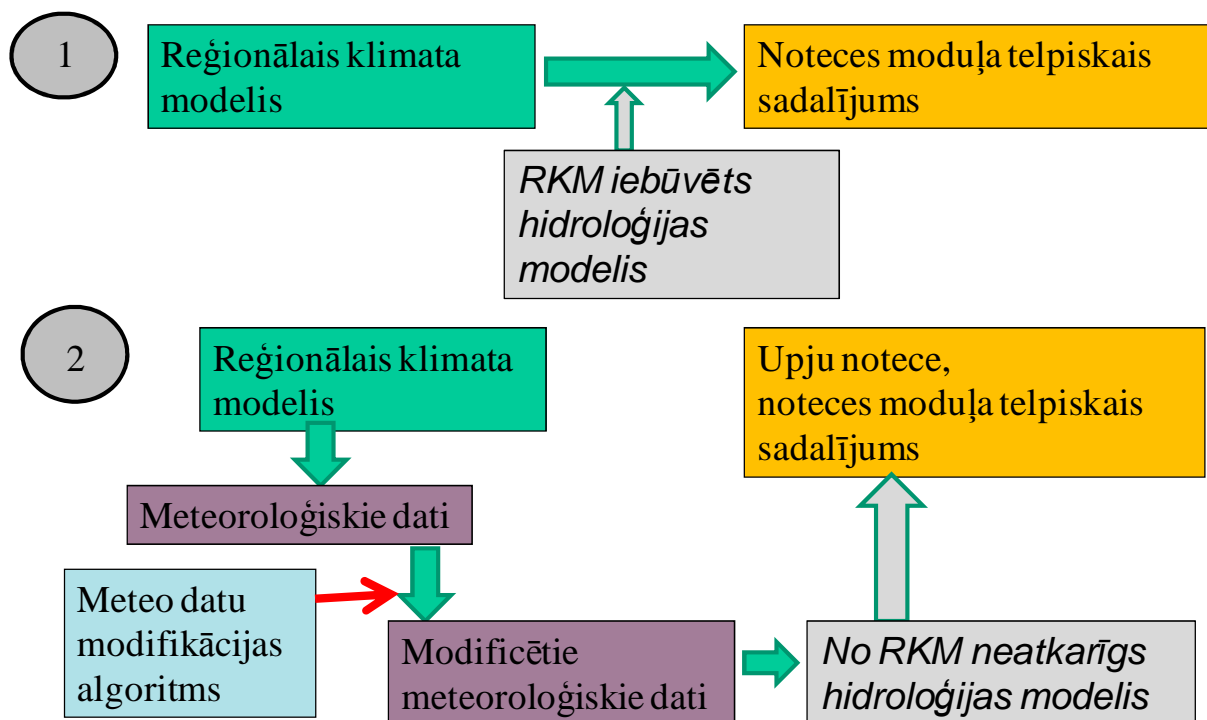 1
Reģionālais klimata
modelis
Noteces moduļa telpiskais
sadalījums
RKM iebūvēts
hidroloģijas
modelis
2
Reģionālais klimata
modelis
Upju notece,
noteces moduļa telpiskais
sadalījums
Meteoroloģiskie dati
Meteo datu
modifikācijas
algoritms
Modificētie
meteoroloģiskie dati
No RKM neatkarīgs
hidroloģijas modelis